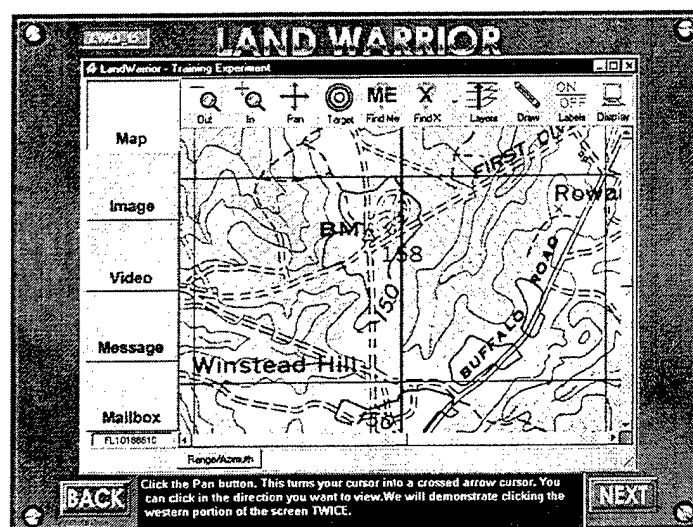 LAND WARRIOR
LandWarrior - Training Experiment
Out In Pan Target Find Me Find X Layers Draw Labels Display
ME X ON OFF
Map
Image
Video
Message
Mailbox
FIRST
Rowa
BM
158
150
BUFFALO ROAD
Winstead Hill
FL10186510
Range/Azimuth
BACK
Click the Pan button. This turns your cursor into a crossed arrow cursor. You
can click in the direction you want to view.We will demonstrate clicking the
western portion of the screen TWICE.
NEXT